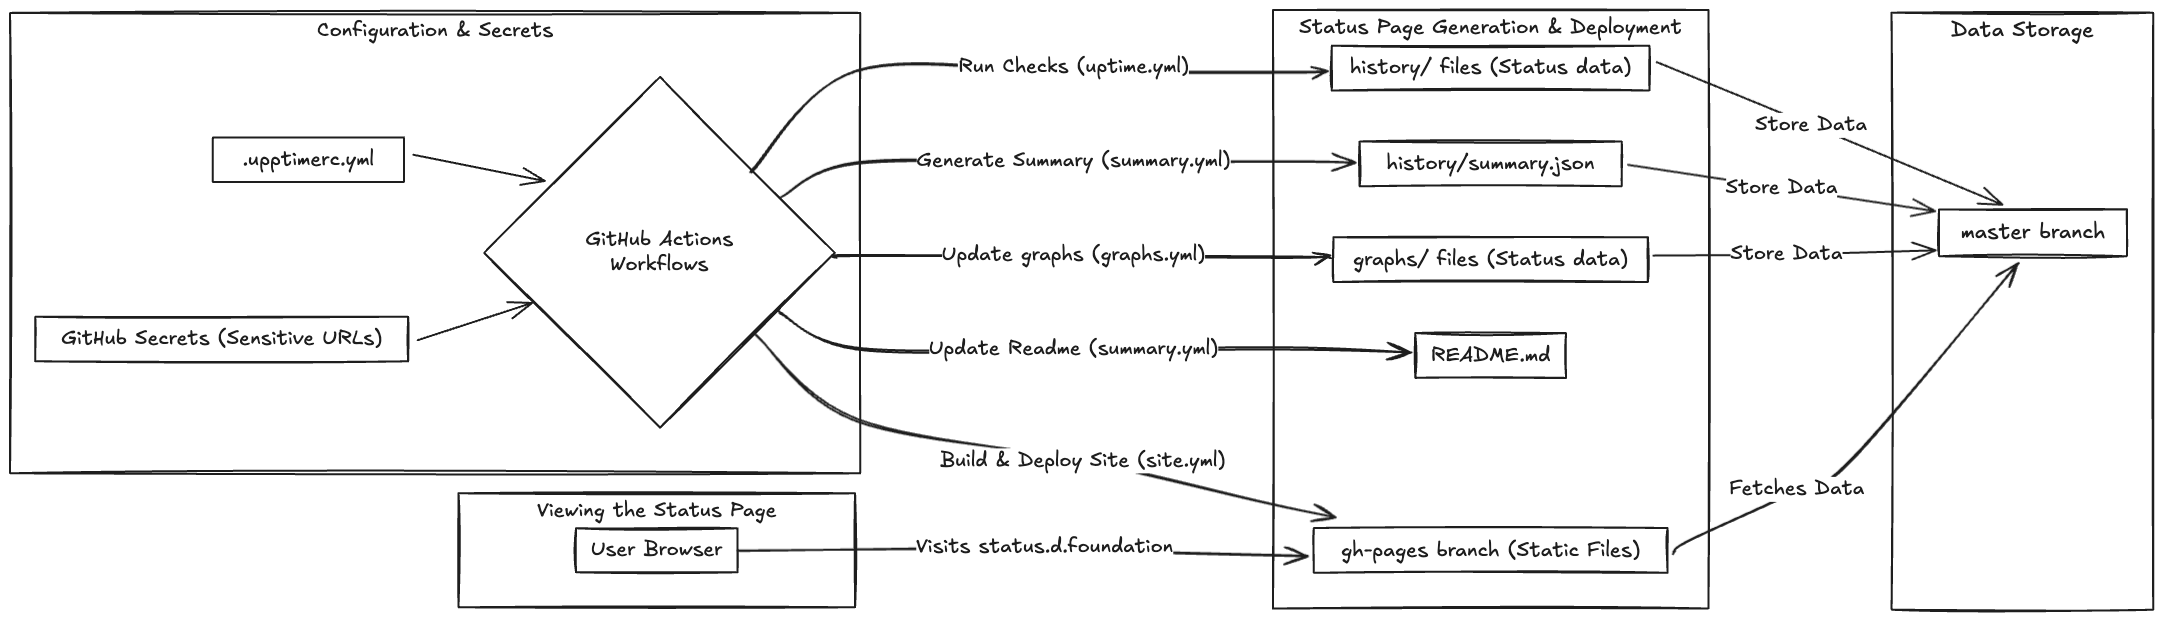 Configuration & Secrets
.upptimerc.yml
GitHub Secrets (Sensitive URLs)
GitHub Actions
Workflows
Run Checks (uptime.yml)
Generate Summary (summary.yml)
Update graphs (graphs.yml)
Update Readme (summary.yml)
Build & Deploy Site (site.yml)
Viewing the Status Page
User Browser
Visits status.d.foundation
Status Page Generation & Deployment
history/ files (Status data)
history/summary.json
graphs/ files (Status data)
README.md
gh-pages branch (Static Files)
Store Data
Store Data
Store Data
Fetches Data
Data Storage
master branch